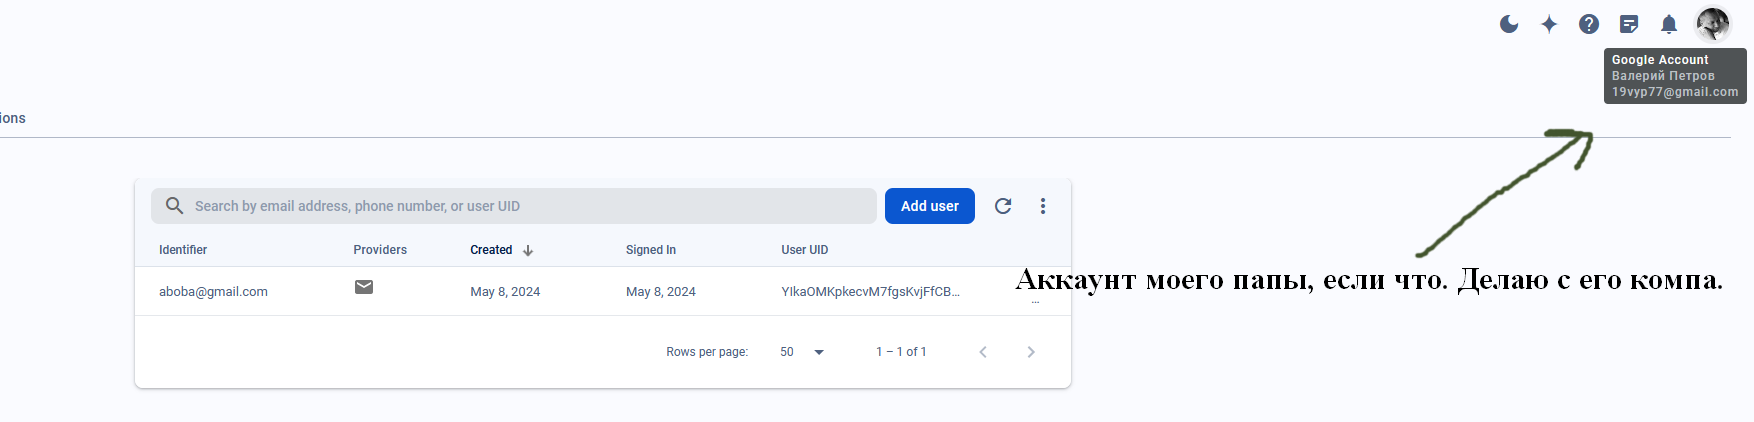 Google Account
Валерий Петров
19vyp77@gmail.com
ions
Search by email address, phone number, or user UID
Add user
Identifier Providers Created Signed In User UID
aboba@gmail.com May 8, 2024 May 8, 2024 YIkaOMKpkecvM7fgsKvjFfCB... ...
Аккаунт моего папы, если что. Делаю с его компа.
Rows per page: 50 1 – 1 of 1